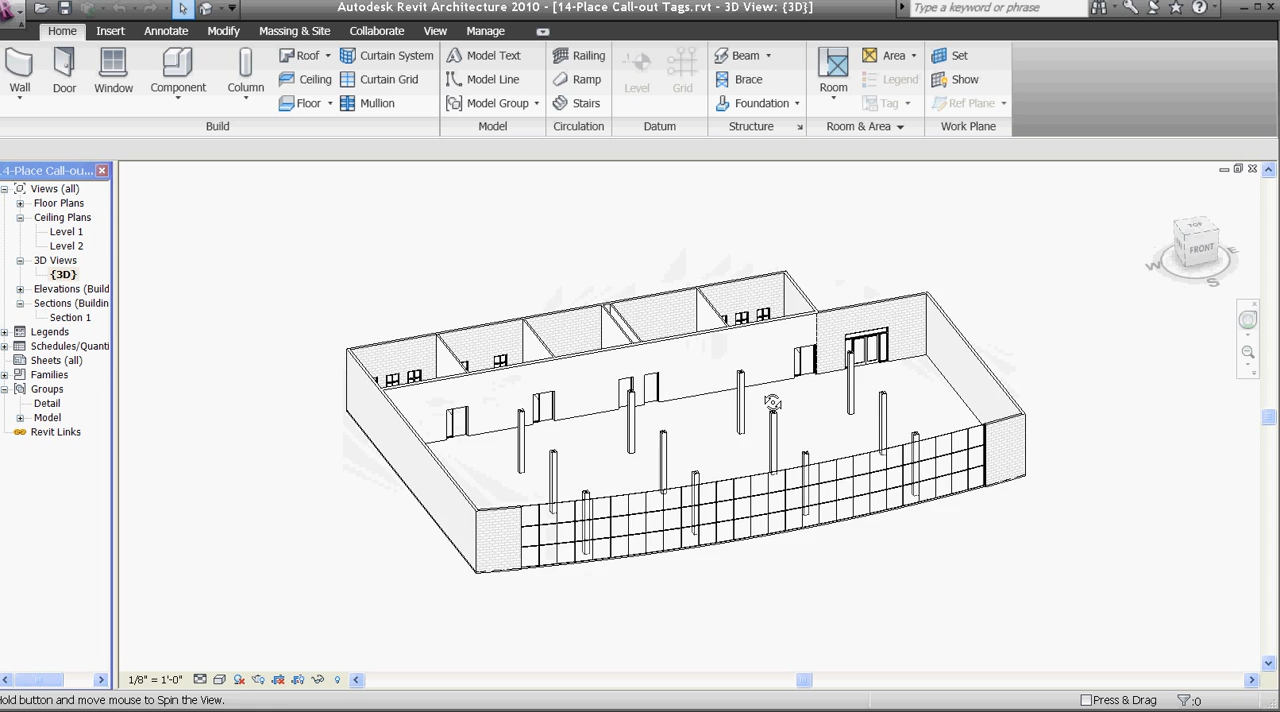 Autodesk Revit Architecture 2010 - [14-Place Call-out Tags.rvt - 3D View: {3D}]
Type a keyword or phrase
Home Insert Annotate Modify Massing & Site Collaborate View Manage
Wall Door Window Component Column
Roof Curtain System
Ceiling Curtain Grid
Floor Mullion
Build
Model Text
Model Line
Model Group
Model
Railing
Ramp
Stairs
Circulation
Level Grid
Datum
Beam
Brace
Foundation
Structure
Room
Area
Legend
Tag
Room & Area
Set
Show
Ref Plane
Work Plane
4-Place Call-ou...
Views (all)
Floor Plans
Ceiling Plans
Level 1
Level 2
3D Views
{3D}
Elevations (Build
Sections (Buildin
Section 1
Legends
Schedules/Quanti
Sheets (all)
Families
Groups
Detail
Model
Revit Links
TOP
FRONT
W E
S
1/8" = 1'-0"
Hold button and move mouse to Spin the View.
Press & Drag
:0